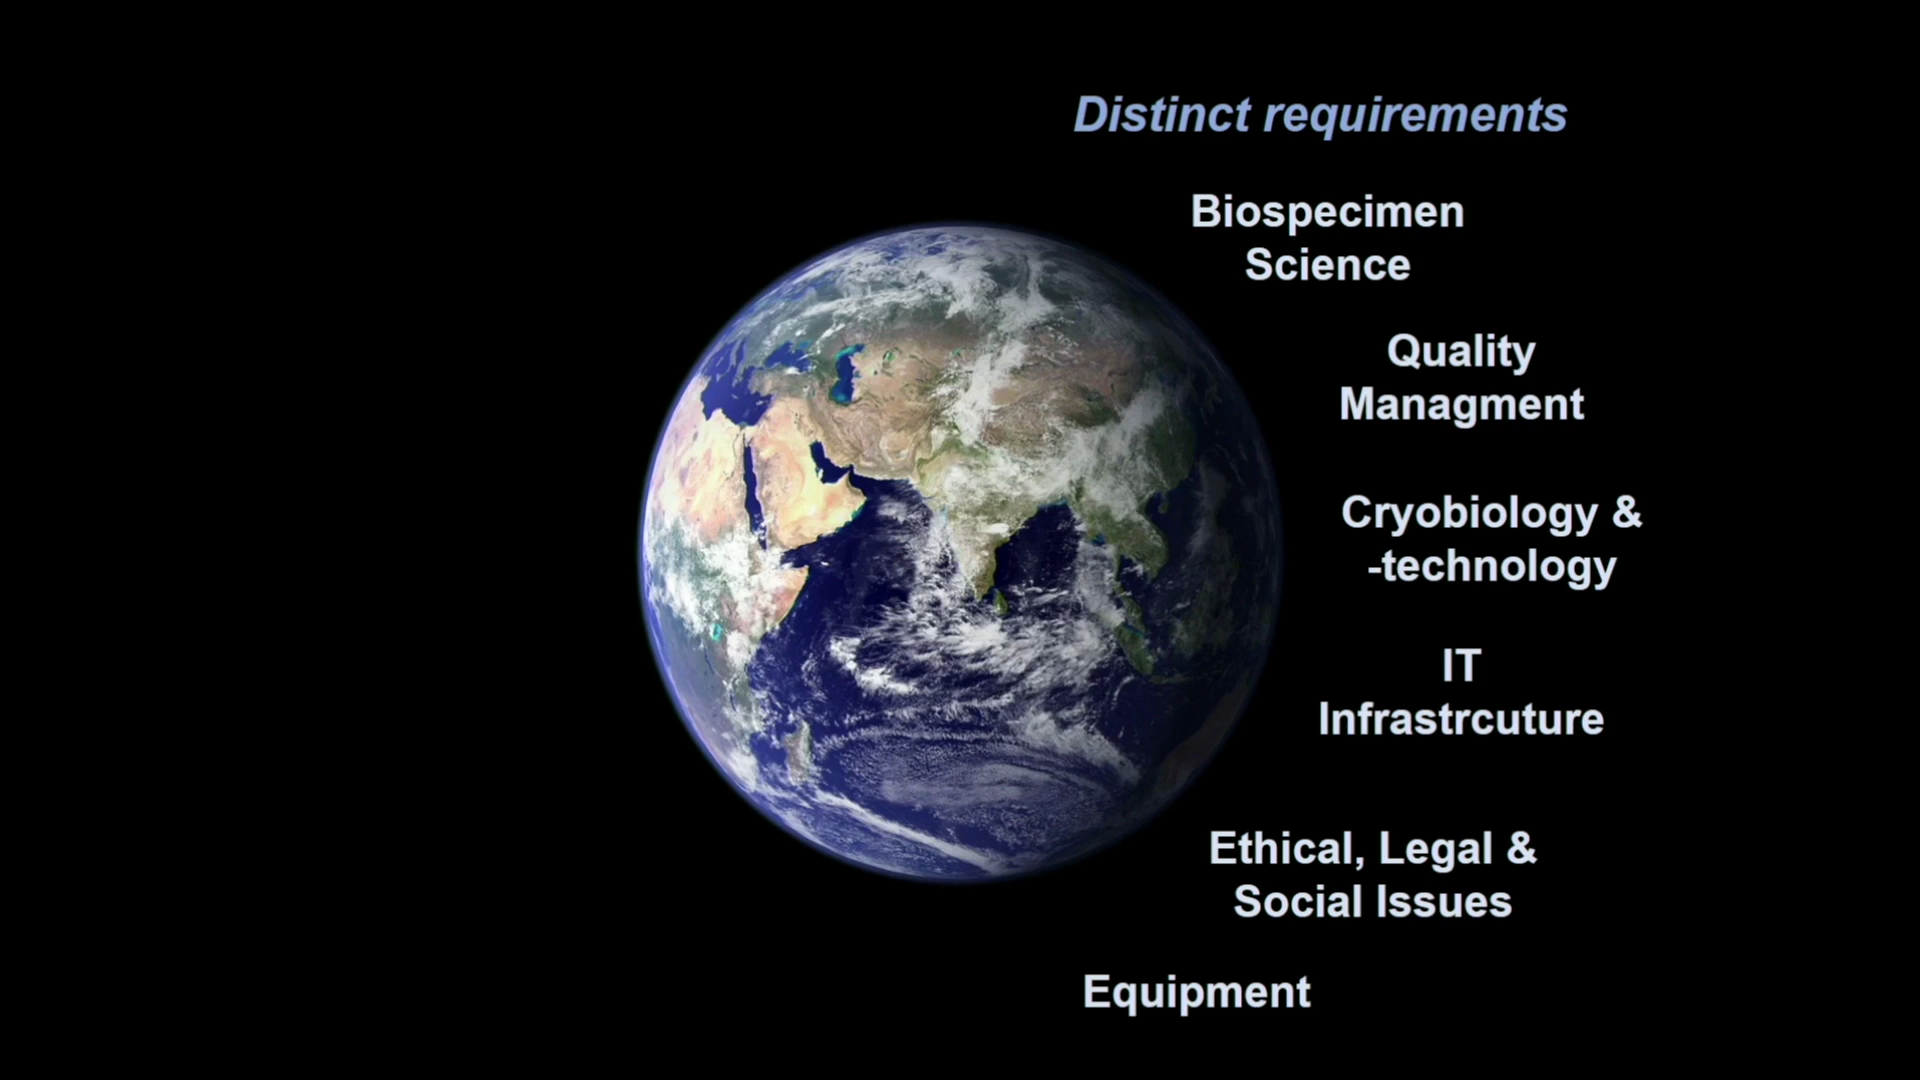 Distinct requirements
Biospecimen
Science
Quality
Managment
Cryobiology &
-technology
IT
Infrastrcuture
Ethical, Legal &
Social Issues
Equipment